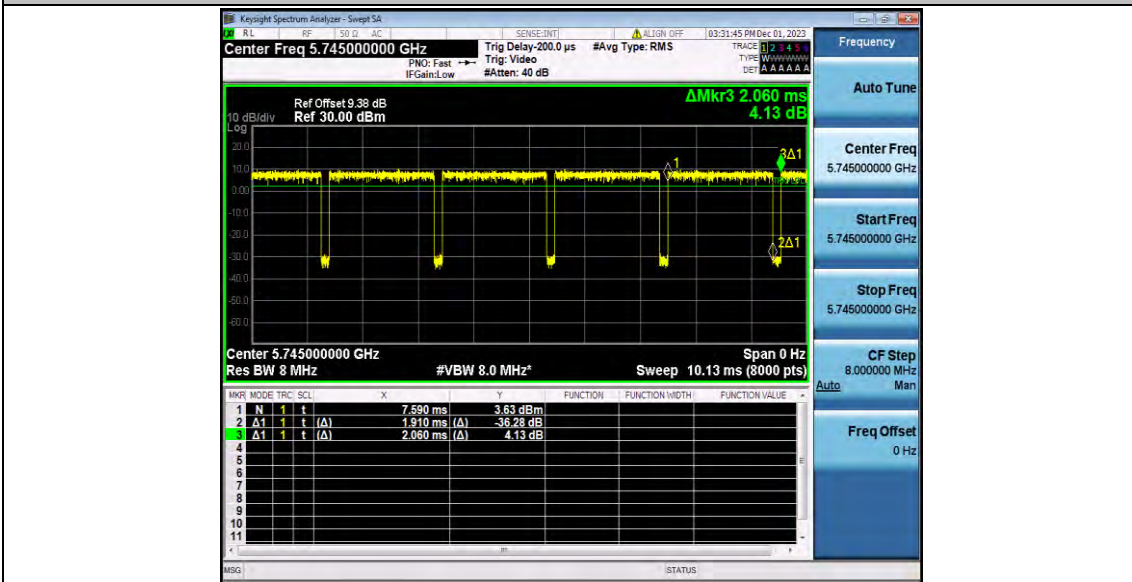 Keysight Spectrum Analyzer - Swept SA
RL RF 50 Ω AC SENSE:INT ALIGN OFF 03:31:45 PM Dec 01, 2023
Center Freq 5.745000000 GHz Trig Delay-200.0 µs #Avg Type: RMS TRACE 1 2 3 4 5 6
PNO: Fast Trig: Video TYPE WWWWWW
IFGain:Low #Atten: 40 dB DET A A A A A A
Frequency
Auto Tune
Ref Offset 9.38 dB ΔMkr3 2.060 ms
10 dB/div Ref 30.00 dBm 4.13 dB
Log
20.0
10.0
0.00
-10.0
-20.0
-30.0
-40.0
-50.0
-60.0
1
3Δ1
2Δ1
Center Freq
5.745000000 GHz
Start Freq
5.745000000 GHz
Stop Freq
5.745000000 GHz
Center 5.745000000 GHz Span 0 Hz
Res BW 8 MHz #VBW 8.0 MHz* Sweep 10.13 ms (8000 pts)
CF Step
8.000000 MHz
Auto Man
Freq Offset
0 Hz
MKR MODE TRC SCL X Y FUNCTION FUNCTION WIDTH FUNCTION VALUE
1 N 1 t 7.590 ms 3.63 dBm
2 Δ1 1 t (Δ) 1.910 ms (Δ) -36.28 dB
3 Δ1 1 t (Δ) 2.060 ms (Δ) 4.13 dB
4
5
6
7
8
9
10
11
MSG STATUS